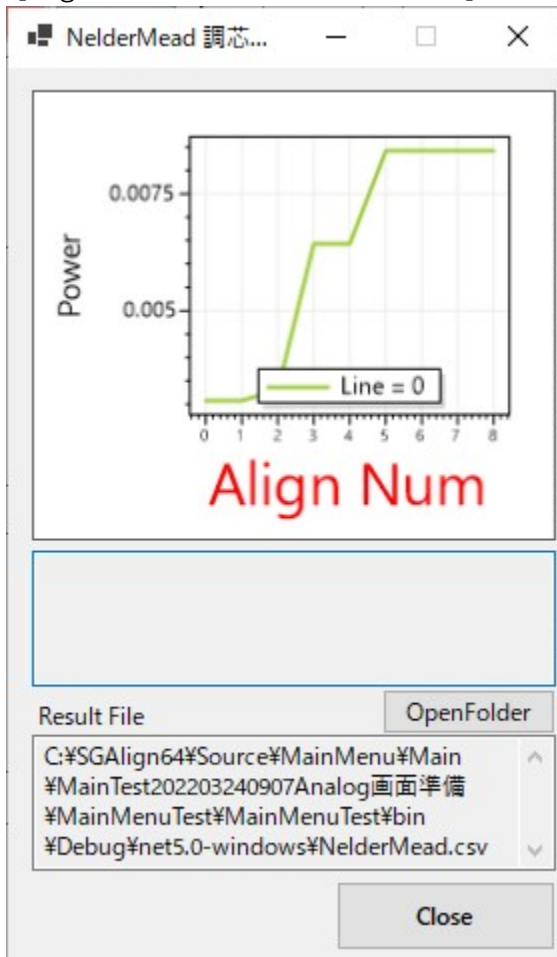 NelderMead 調芯...
0.0075
0.005
Power
Line = 0
0 1 2 3 4 5 6 7 8
Align Num
Result File
OpenFolder
C:¥SGAlign64¥Source¥MainMenu¥Main
¥MainTest202203240907Analog画面準備
¥MainMenuTest¥MainMenuTest¥bin
¥Debug¥net5.0-windows¥NelderMead.csv
Close